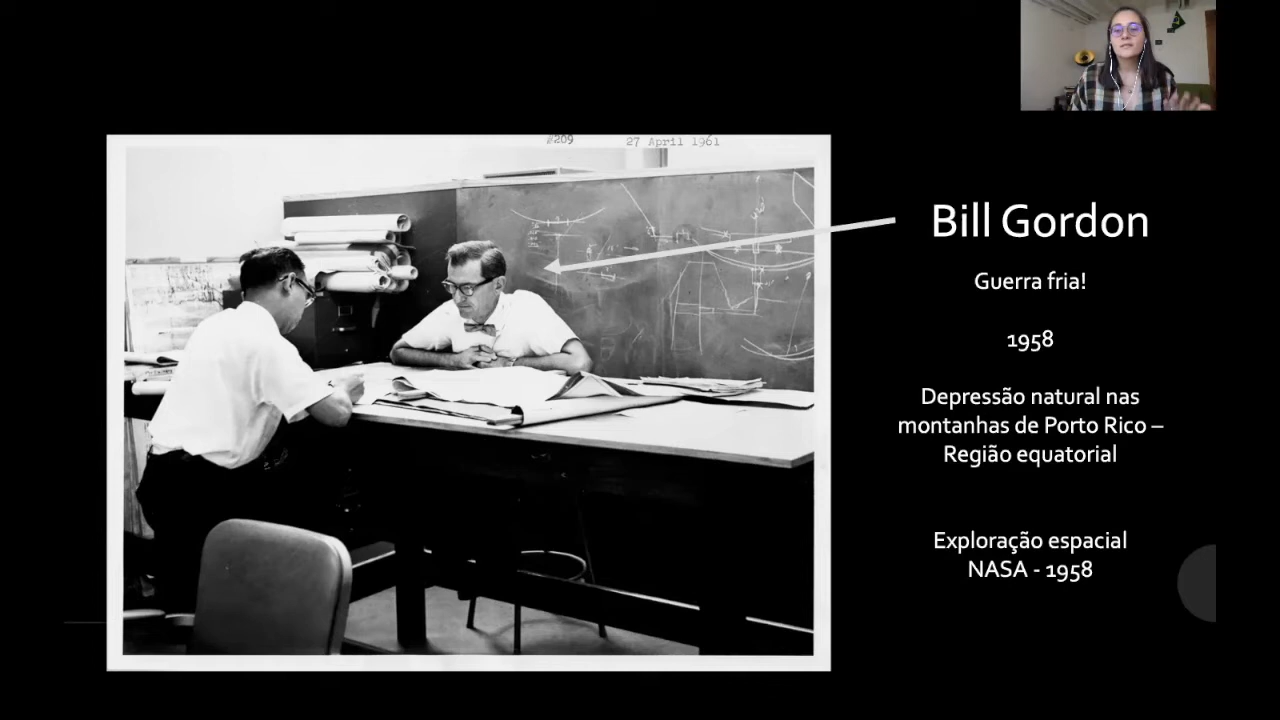 #209 27 April 1961
Bill Gordon
Guerra fria!
1958
Depressão natural nas
montanhas de Porto Rico –
Região equatorial
Exploração espacial
NASA - 1958